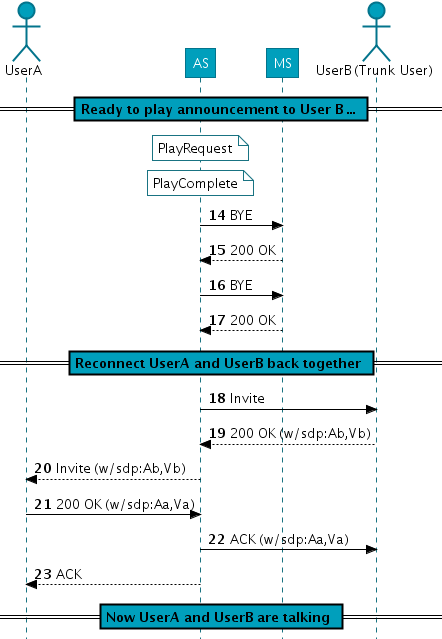 UserA
AS
MS
UserB (Trunk User)
Ready to play announcement to User B ...
PlayRequest
PlayComplete
14 BYE
15 200 OK
16 BYE
17 200 OK
Reconnect UserA and UserB back together
18 Invite
19 200 OK (w/sdp:Ab,Vb)
20 Invite (w/sdp:Ab,Vb)
21 200 OK (w/sdp:Aa,Va)
22 ACK (w/sdp:Aa,Va)
23 ACK
Now UserA and UserB are talking